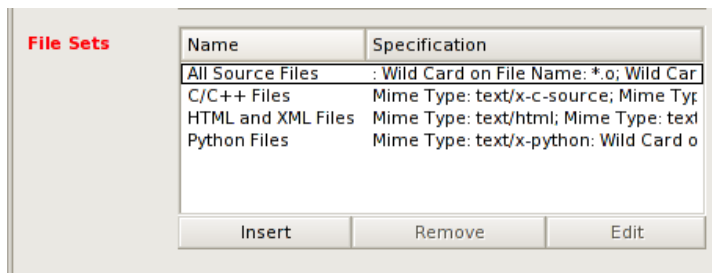 File Sets
Name Specification
All Source Files : Wild Card on File Name: *.o; Wild Car
C/C++ Files Mime Type: text/x-c-source; Mime Typ
HTML and XML Files Mime Type: text/html; Mime Type: text
Python Files Mime Type: text/x-python: Wild Card o
Insert Remove Edit